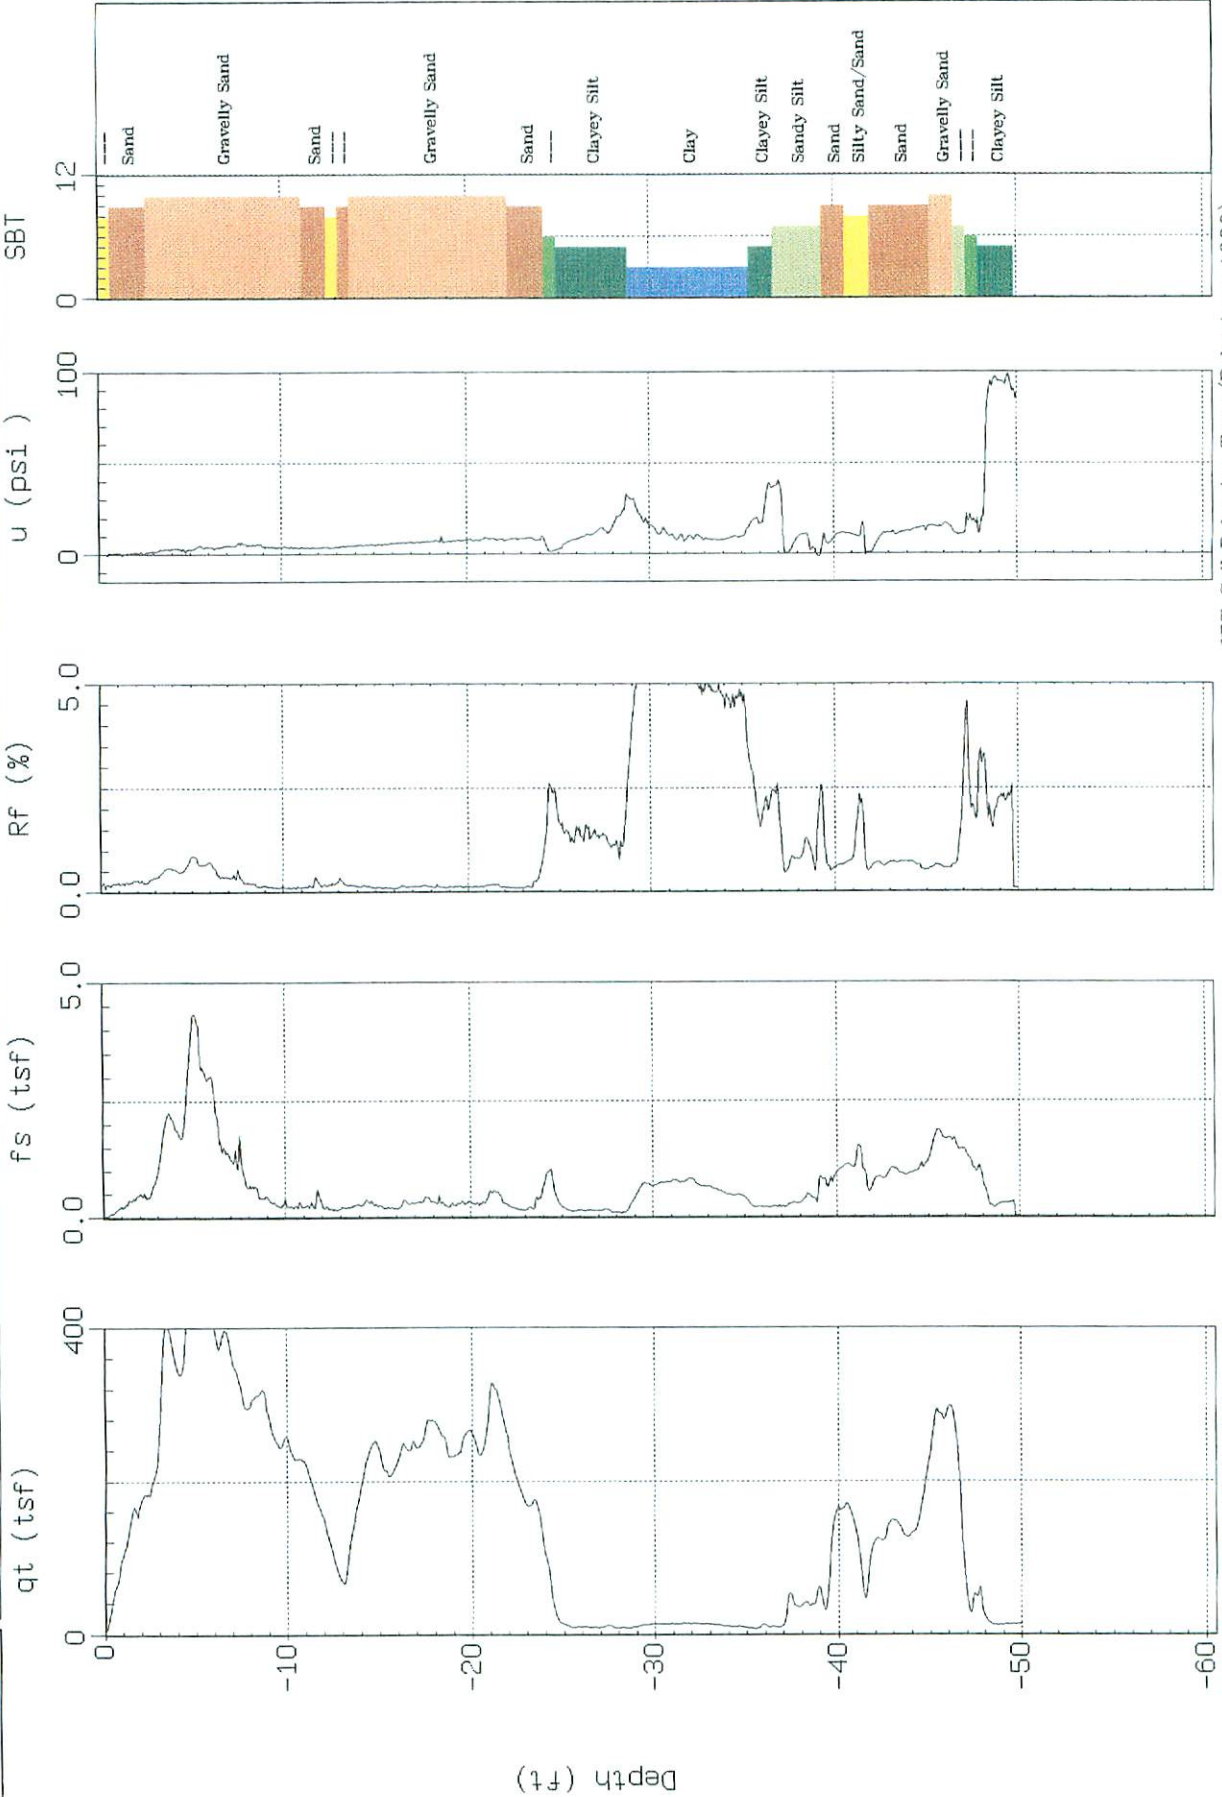 Depth (ft)
0
-10
-20
-30
-40
-50
-60
qt (tsf)
0
400
fs (tsf)
0.0
5.0
Rf (%)
0.0
5.0
u (psi )
0
100
SBT
0
12
---
Sand
Gravelly Sand
Sand
----
----
Gravelly Sand
Sand
----
Clayey Silt
Clay
Clayey Silt
Sandy Silt
Sand
Silty Sand/Sand
Sand
Gravelly Sand
----
----
Clayey Silt